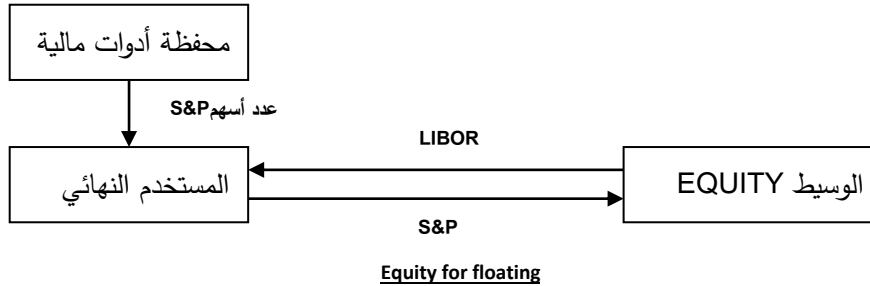 محفظة أدوات مالية
عدد أسهم S&P
LIBOR
المستخدم النهائي
الوسيط EQUITY
S&P
Equity for floating